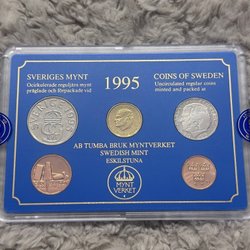 SVERIGES MYNT
Ocirkulerade reguljära mynt
präglade och förpackade vid
1995
COINS OF SWEDEN
Uncirculated regular coins
minted and packed at
AB TUMBA BRUK MYNTVERKET
SWEDISH MINT
ESKILSTUNA
MYNT
VERKET